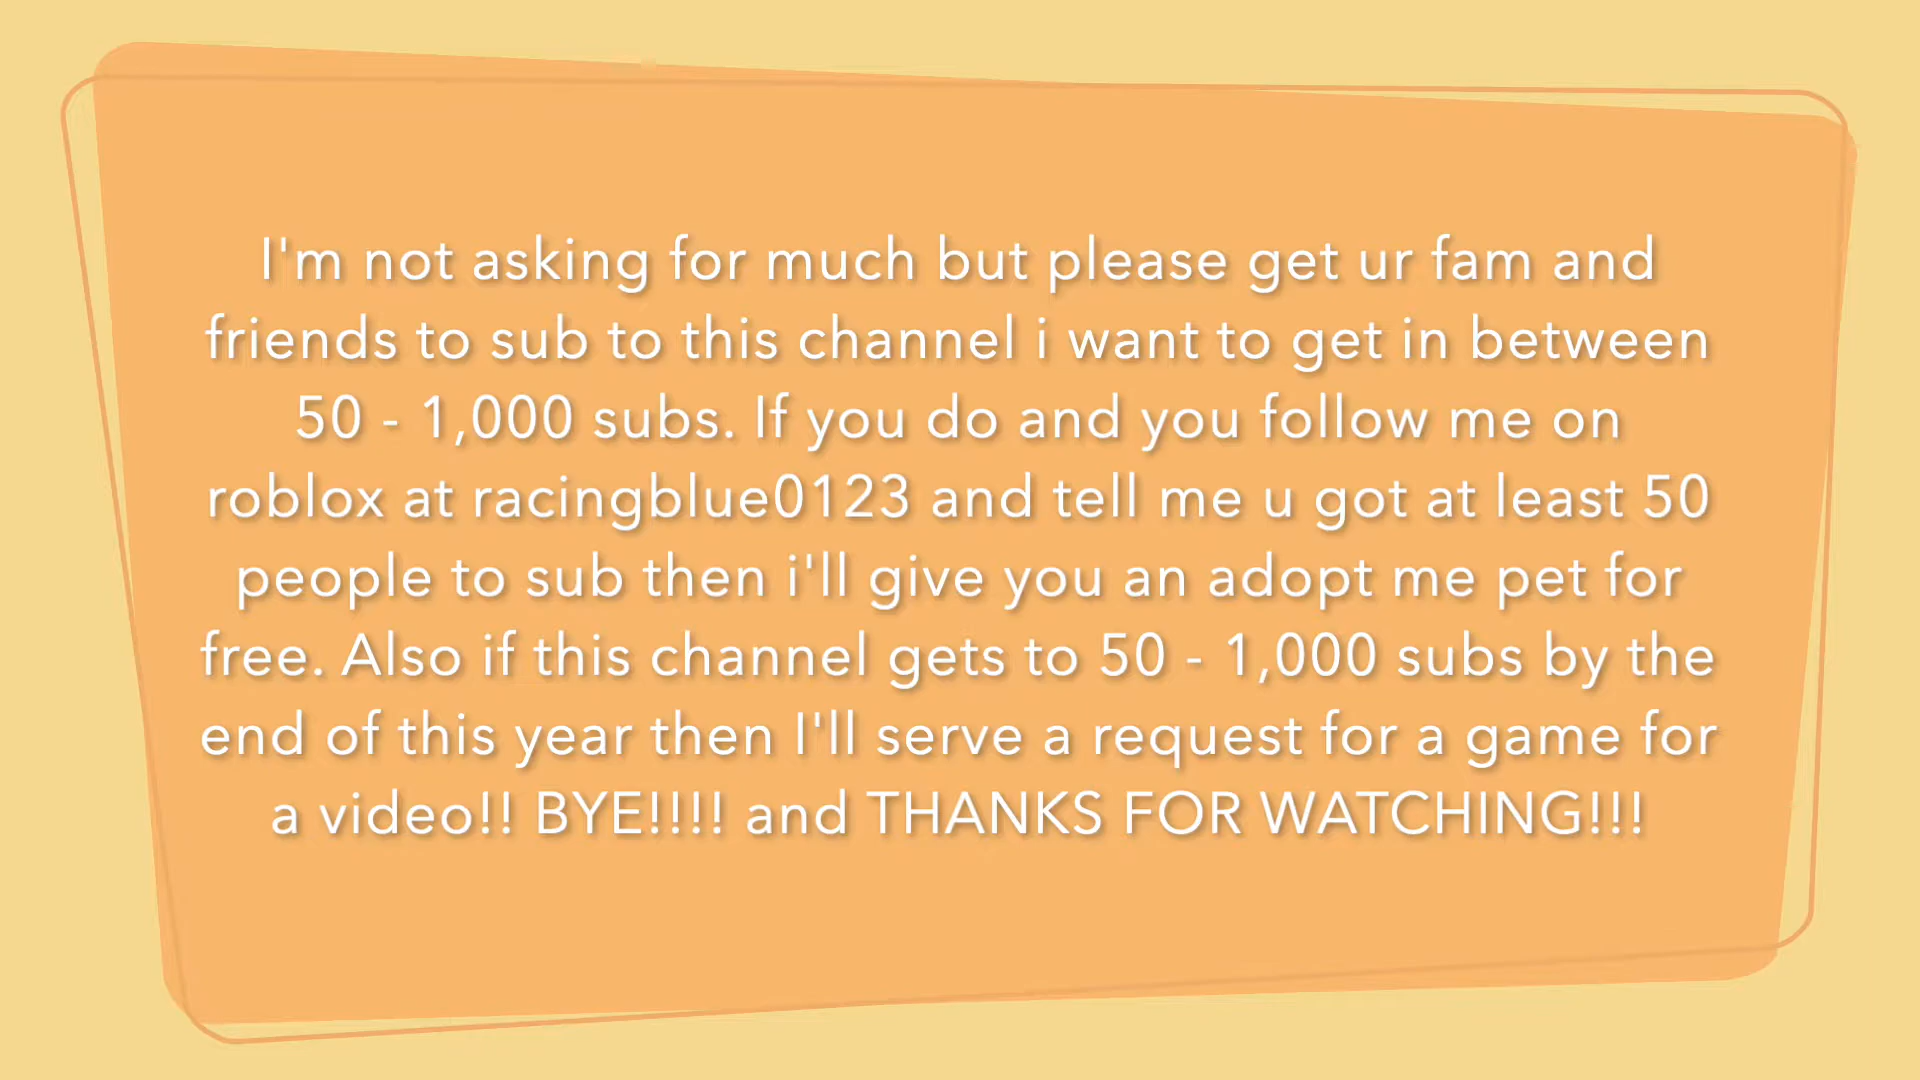 I'm not asking for much but please get ur fam and
friends to sub to this channel i want to get in between
50 - 1,000 subs. If you do and you follow me on
roblox at racingblue0123 and tell me u got at least 50
people to sub then i'll give you an adopt me pet for
free. Also if this channel gets to 50 - 1,000 subs by the
end of this year then I'll serve a request for a game for
a video!! BYE!!!! and THANKS FOR WATCHING!!!